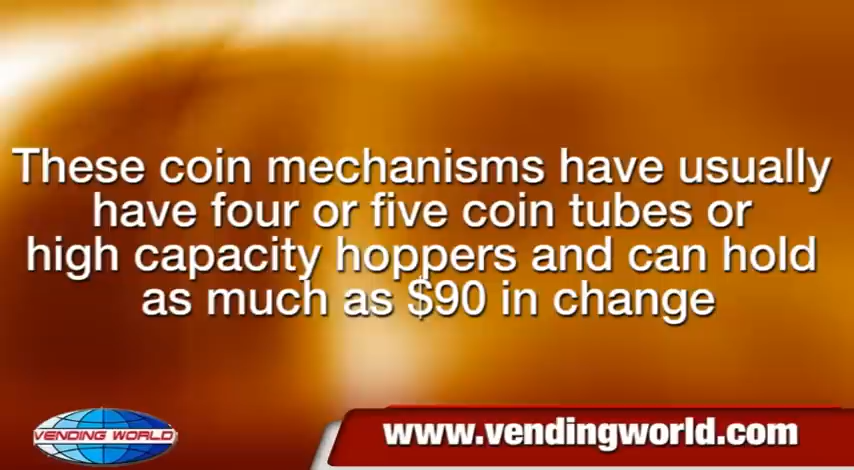 These coin mechanisms have usually
have four or five coin tubes or
high capacity hoppers and can hold
as much as $90 in change
VENDING WORLD
www.vendingworld.com